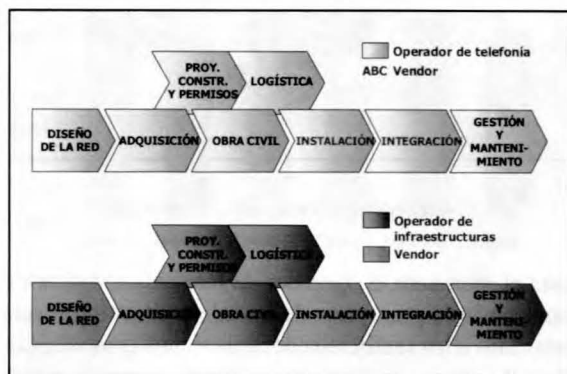 PROY.
CONSTR.
Y PERMISOS
LOGÍSTICA
Operador de telefonía
ABC Vendor
DISEÑO
DE LA RED
ADQUISICIÓN
OBRA CIVIL
INSTALACIÓN
INTEGRACIÓN
GESTIÓN
Y
MANTENI-
MIENTO
PROY.
CONSTR.
Y PERMISOS
LOGÍSTICA
Operador de
infraestructuras
Vendor
DISEÑO
DE LA RED
ADQUISICIÓN
OBRA CIVIL
INSTALACIÓN
INTEGRACIÓN
GESTIÓN
Y
MANTENI-
MIENTO